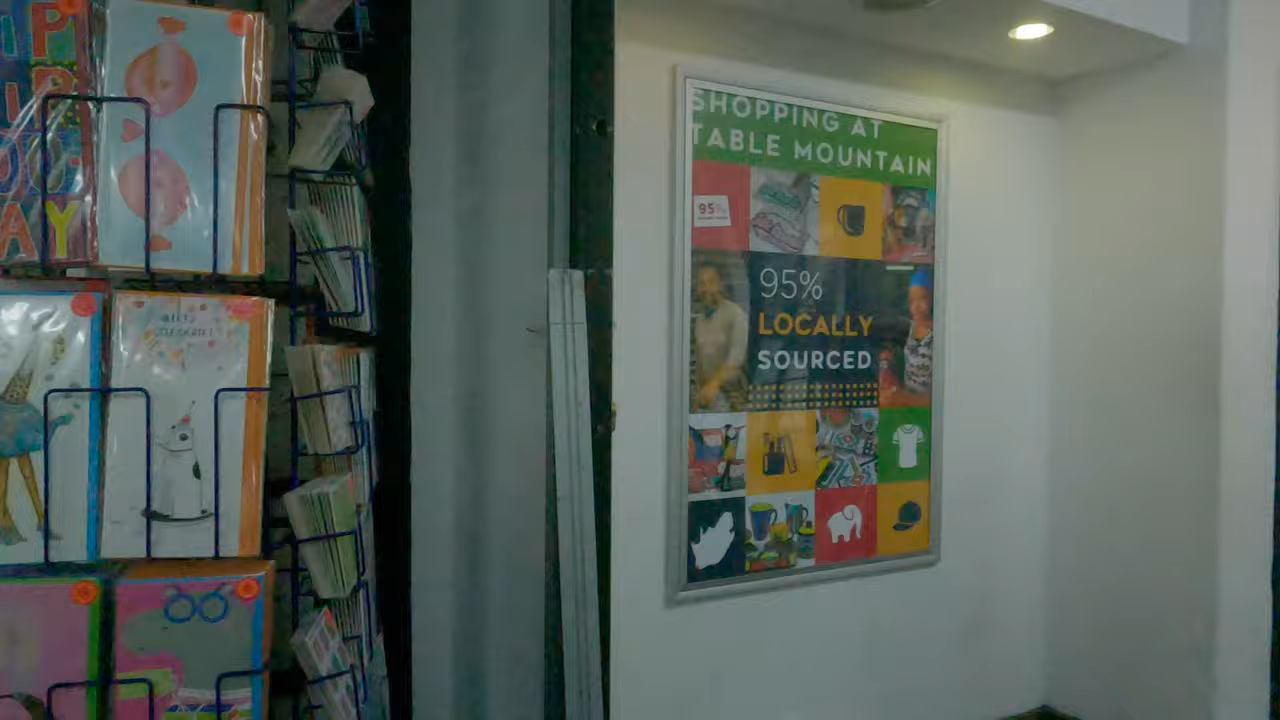 SHOPPING AT
TABLE MOUNTAIN
95%
95%
LOCALLY
SOURCED